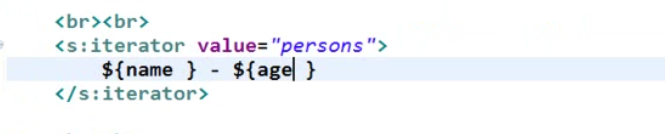 <br><br>
<s:iterator value="persons">
${name } - ${age }
</s:iterator>